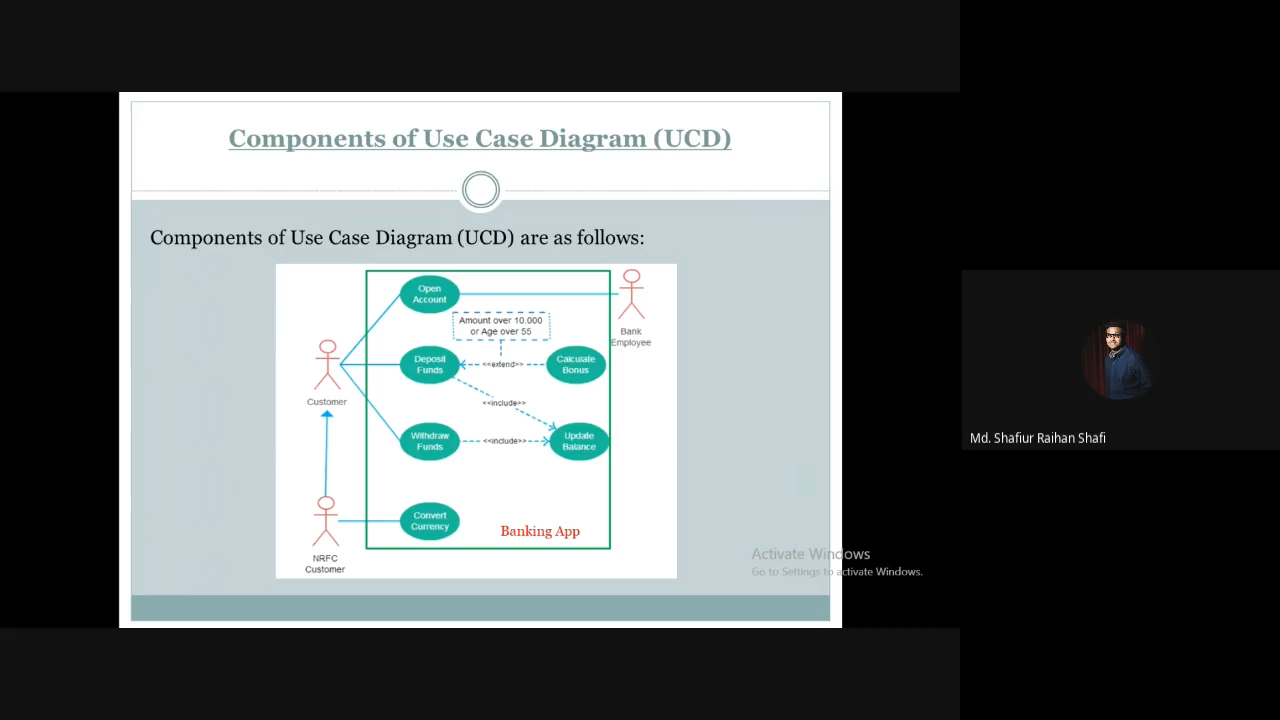 Components of Use Case Diagram (UCD)
Components of Use Case Diagram (UCD) are as follows:
Open
Account
Amount over 10.000
or Age over 55
Bank
Employee
Deposit
Funds
<<extend>>
Calculate
Bonus
Customer
<<include>>
Withdraw
Funds
<<include>>
Update
Balance
Convert
Currency
Banking App
NRFC
Customer
Md. Shafiur Raihan Shafi
Activate Windows
Go to Settings to activate Windows.